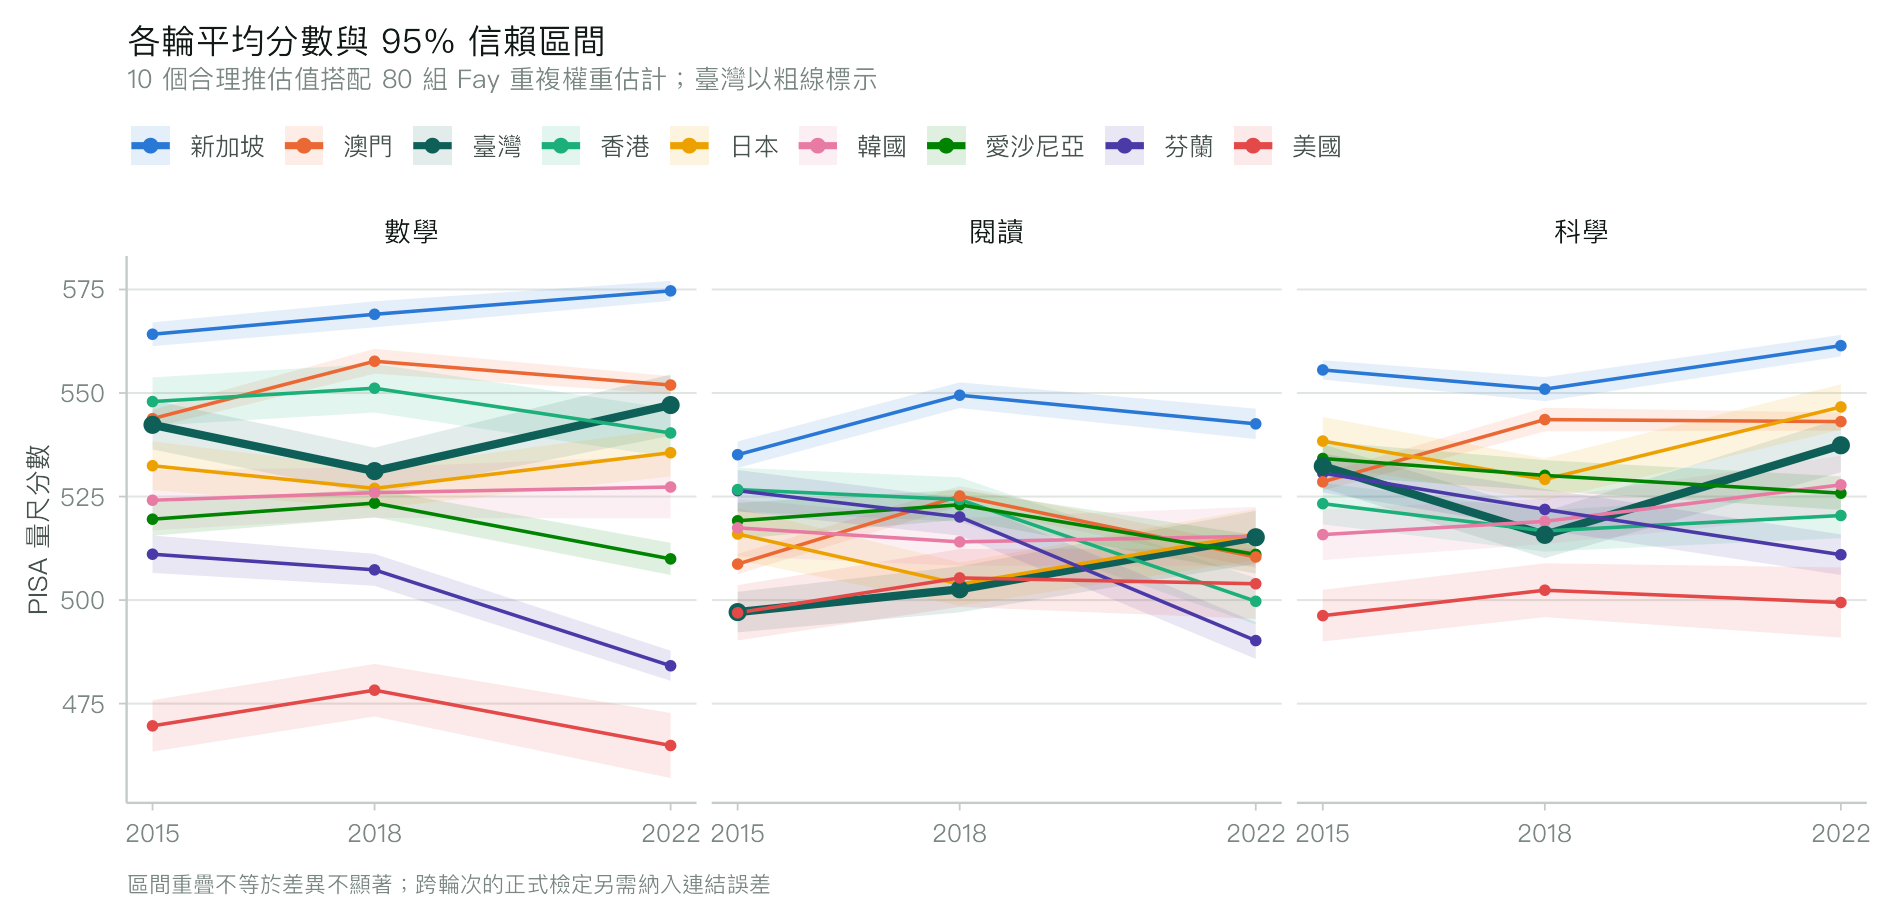 各輪平均分數與 95% 信賴區間
10 個合理推估值搭配 80 組 Fay 重複權重估計；臺灣以粗線標示
新加坡 澳門 臺灣 香港 日本 韓國 愛沙尼亞 芬蘭 美國
數學 閱讀 科學
PISA 量尺分數
575
550
525
500
475
2015 2018 2022 2015 2018 2022 2015 2018 2022
區間重疊不等於差異不顯著；跨輪次的正式檢定另需納入連結誤差